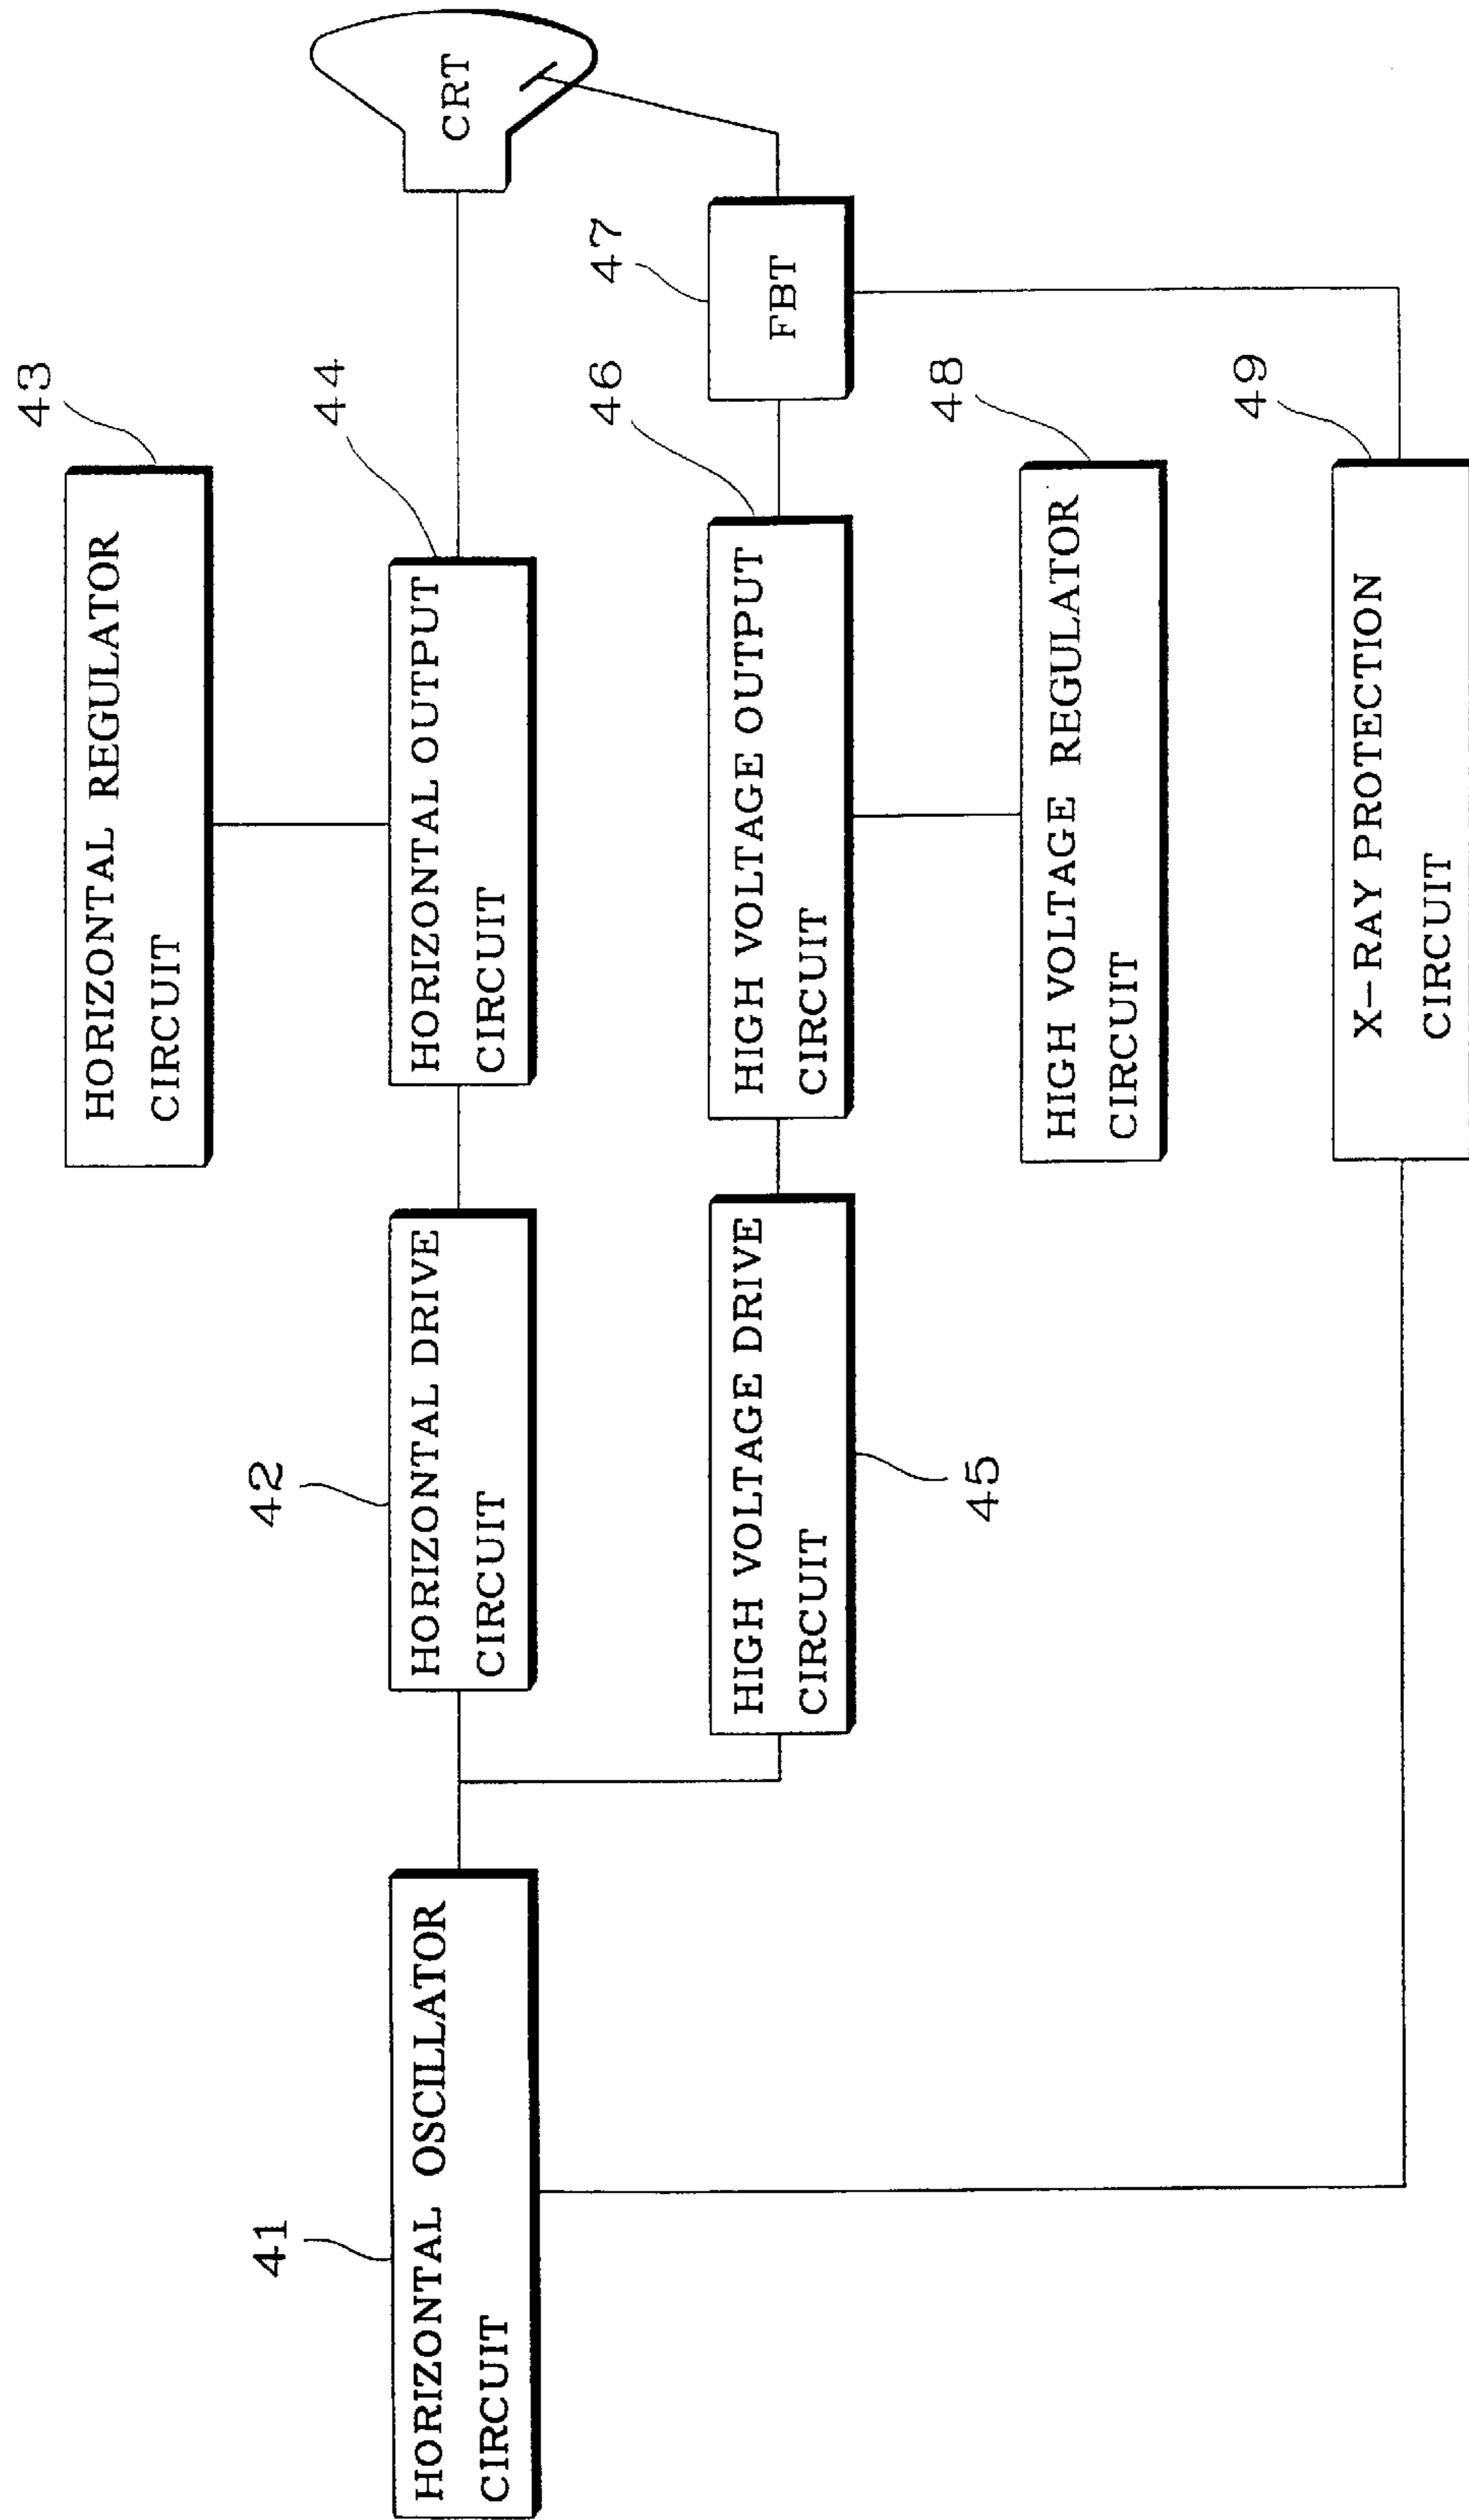 43
HORIZONTAL REGULATOR
CIRCUIT
41
HORIZONTAL OSCILLATOR
CIRCUIT
42
HORIZONTAL DRIVE
CIRCUIT
44
HORIZONTAL OUTPUT
CIRCUIT
CRT
HIGH VOLTAGE DRIVE
CIRCUIT
45
46
HIGH VOLTAGE OUTPUT
CIRCUIT
47
FBT
48
HIGH VOLTAGE REGULATOR
CIRCUIT
49
X-RAY PROTECTION
CIRCUIT